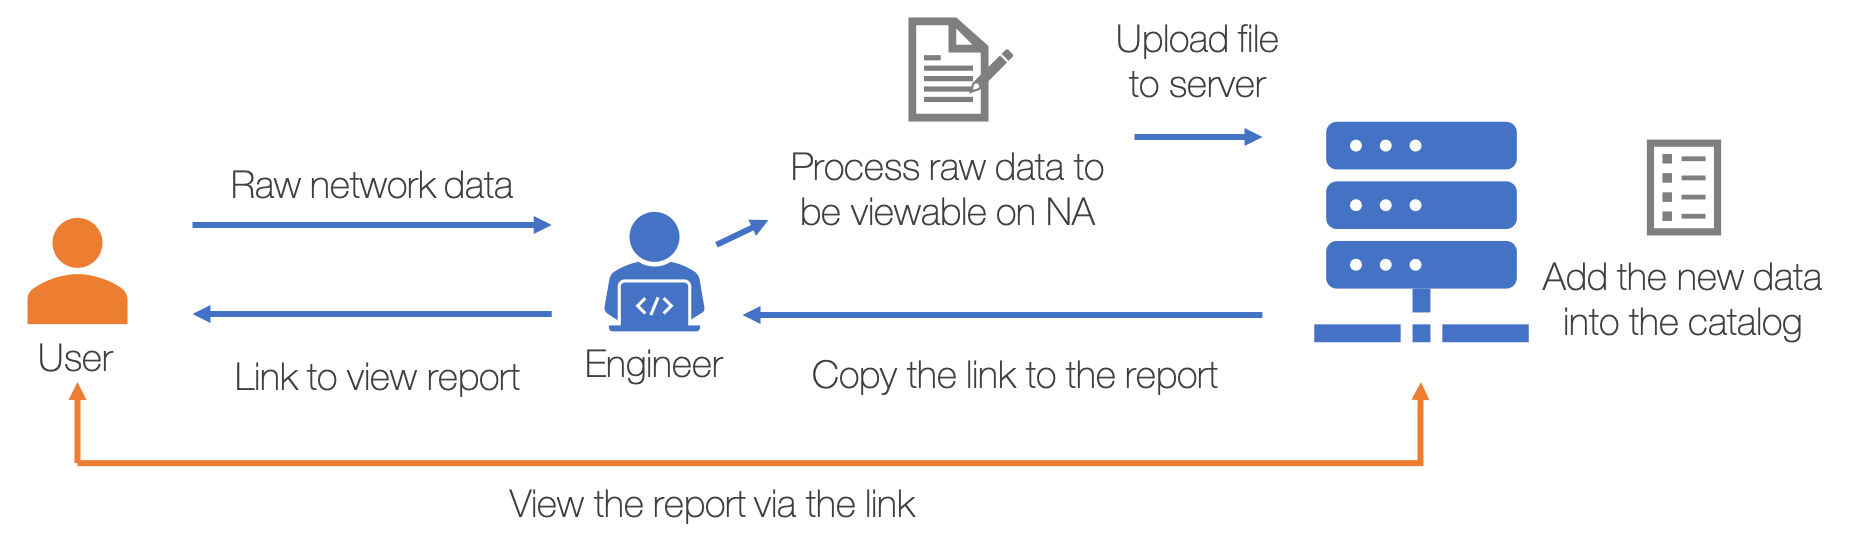 Upload file
to server
Process raw data to
be viewable on NA
Raw network data
Add the new data
into the catalog
User
Engineer
Link to view report
Copy the link to the report
View the report via the link